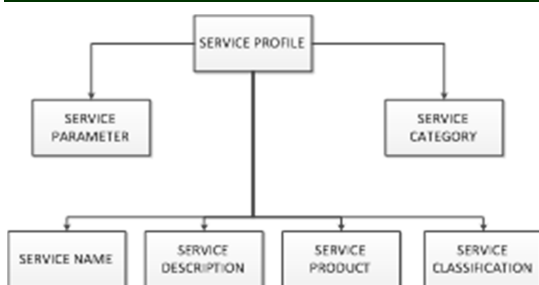 SERVICE PROFILE
SERVICE
PARAMETER
SERVICE
CATEGORY
SERVICE NAME
SERVICE
DESCRIPTION
SERVICE
PRODUCT
SERVICE
CLASSIFICATION